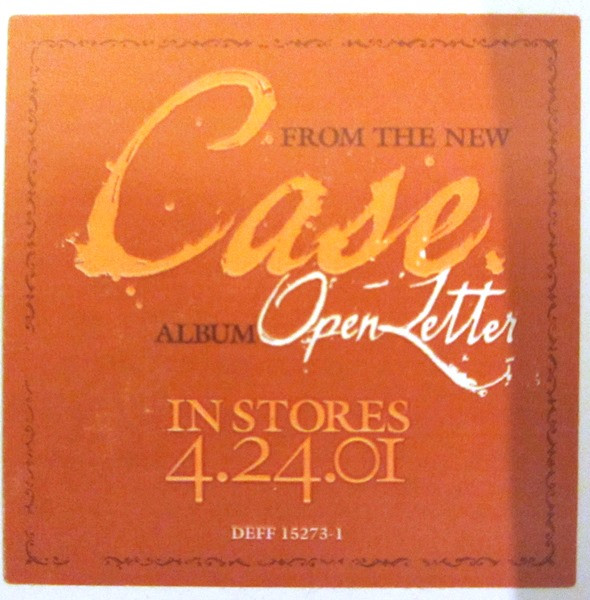 FROM THE NEW
Case.
ALBUM Open Letter
IN STORES
4.24.01
DEFF 15273-1